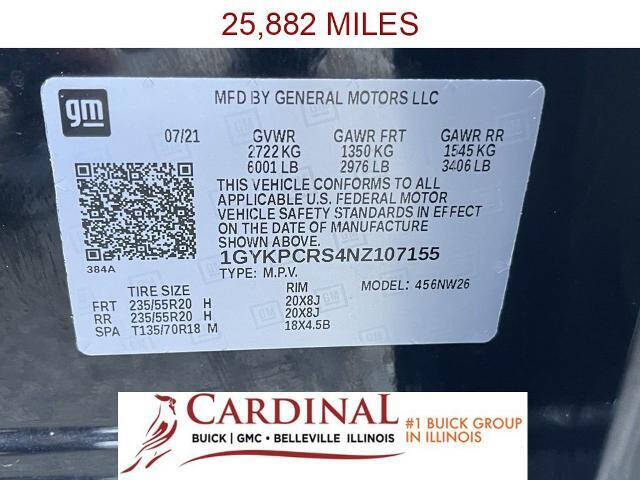 25,882 MILES
gm
MFD BY GENERAL MOTORS LLC
07/21 GVWR GAWR FRT GAWR RR
2722 KG 1350 KG 1545 KG
6001 LB 2976 LB 3406 LB
THIS VEHICLE CONFORMS TO ALL
APPLICABLE U.S. FEDERAL MOTOR
VEHICLE SAFETY STANDARDS IN EFFECT
ON THE DATE OF MANUFACTURE
SHOWN ABOVE.
384A 1GYKPCRS4NZ107155
TYPE: M.P.V. MODEL: 456NW26
TIRE SIZE RIM
FRT 235/55R20 H 20X8J
RR 235/55R20 H 20X8J
SPA T135/70R18 M 18X4.5B
CARDINAL
BUICK | GMC • BELLEVILLE ILLINOIS
#1 BUICK GROUP
IN ILLINOIS